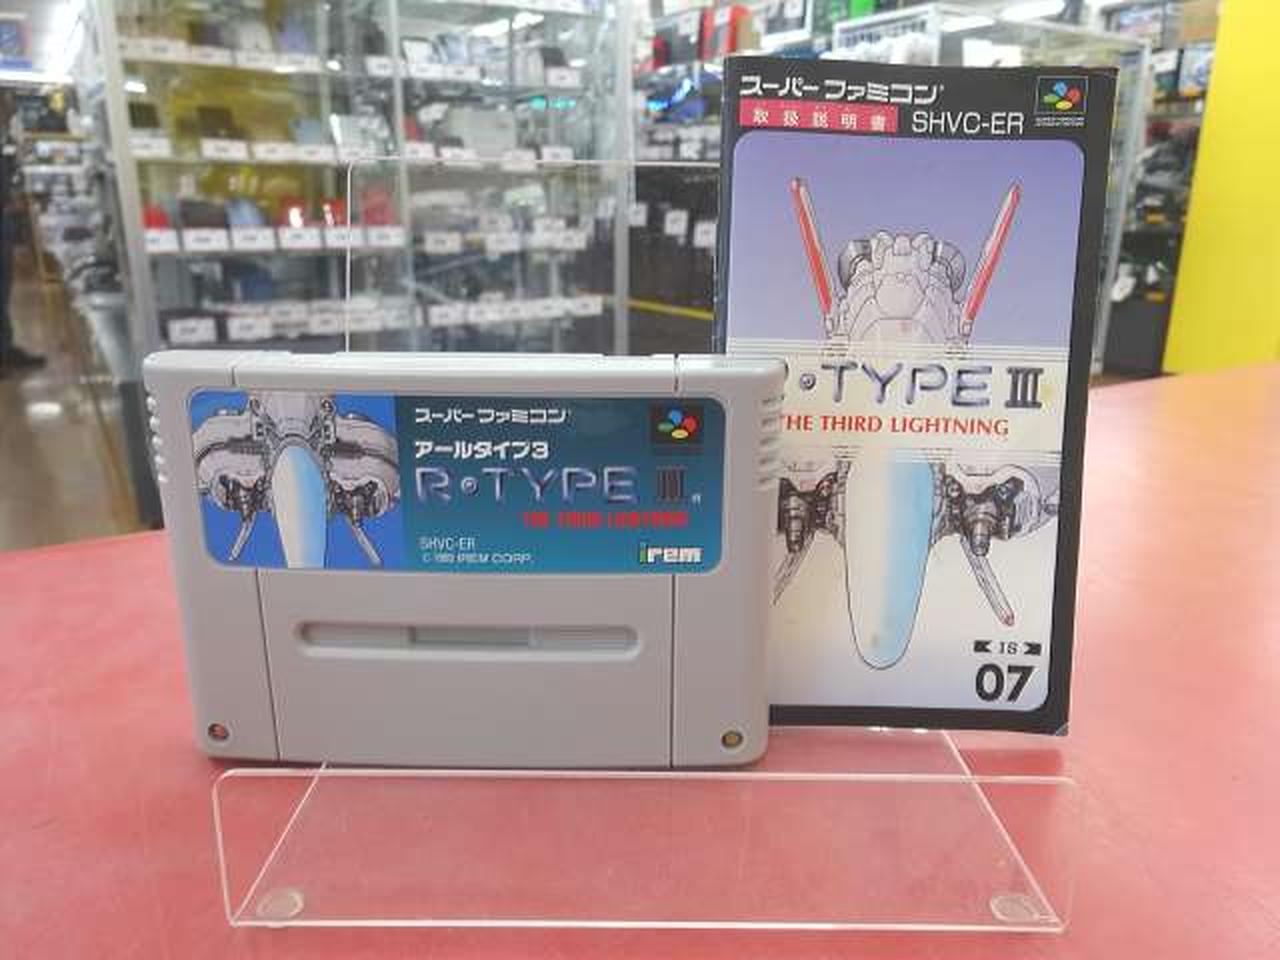 スーパーファミコン
取扱説明書 SHVC-ER
R・TYPE III
THE THIRD LIGHTNING
IS
07
スーパーファミコン
アールタイプ3
R・TYPE III
THE THIRD LIGHTNING
SHVC-ER
© 1993 IREM CORP.
irem